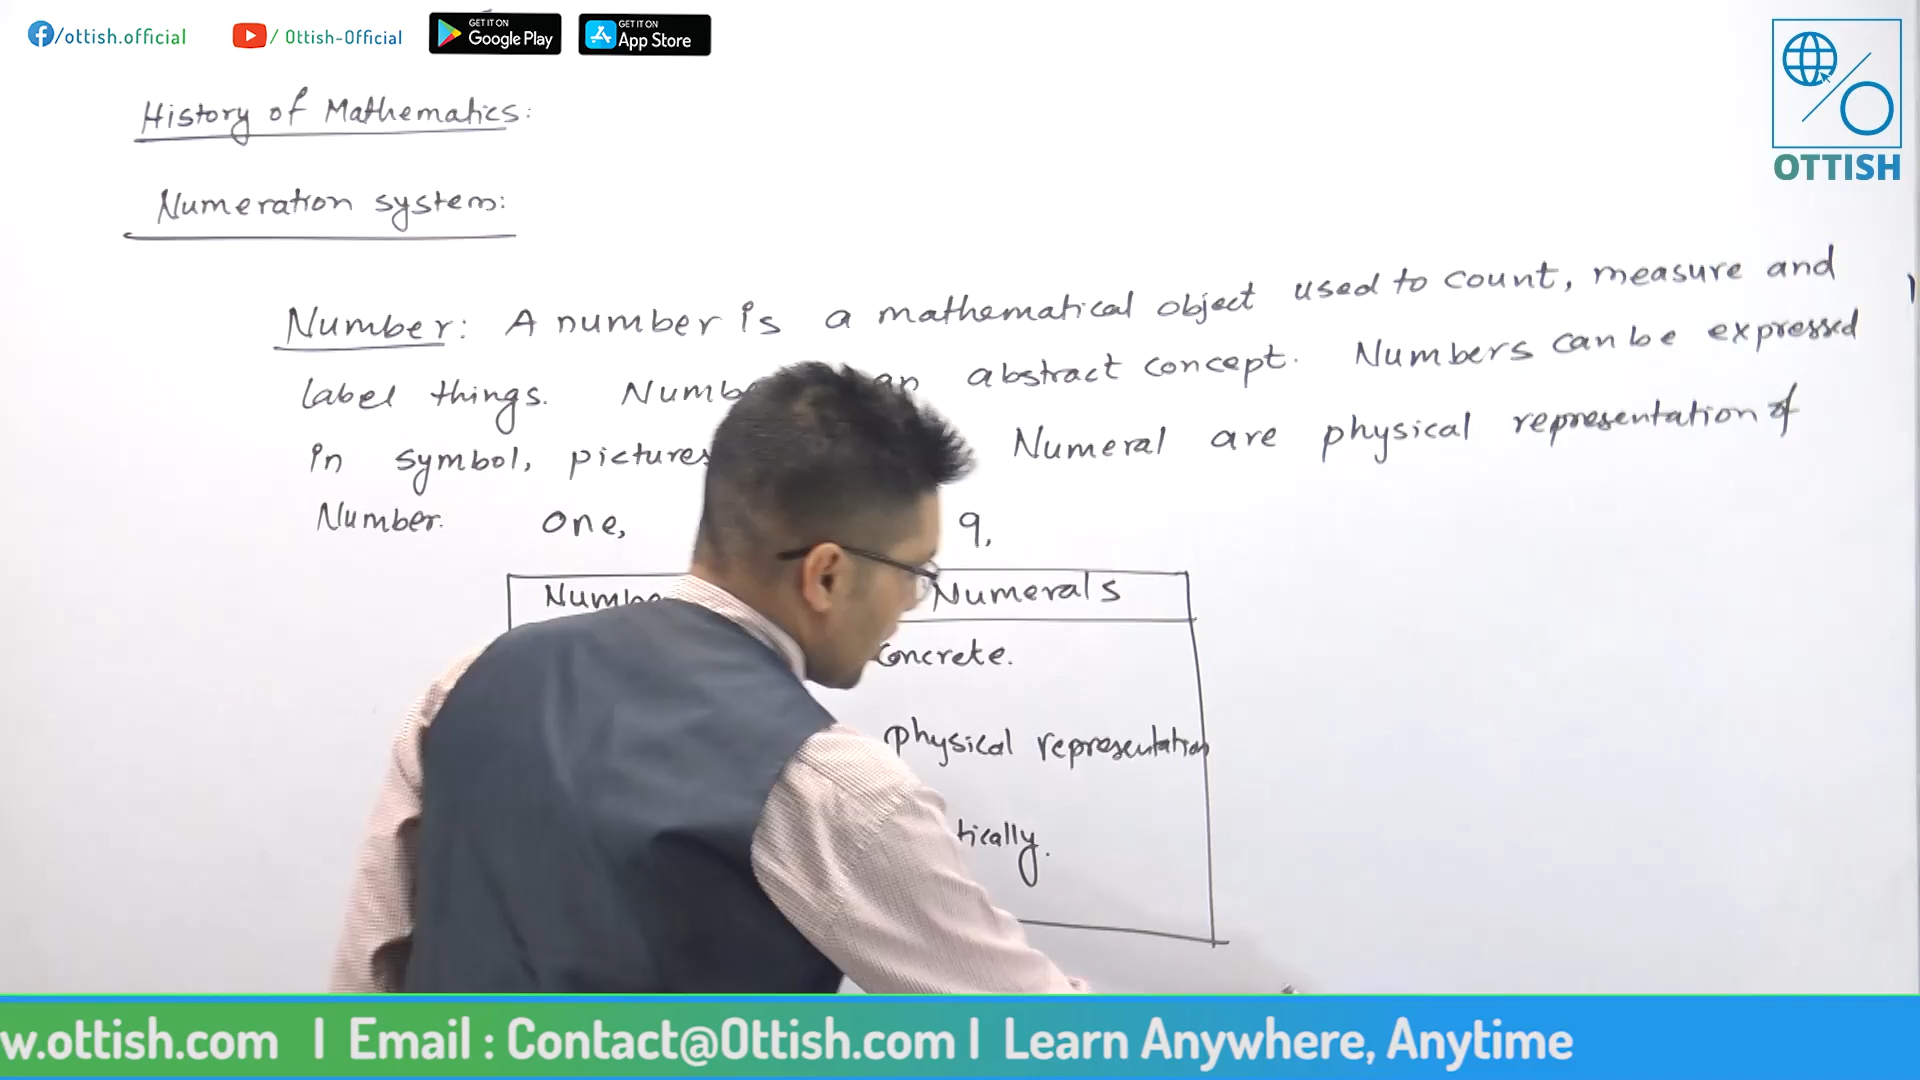 /ottish.official / Ottish-Official GET IT ON Google Play GET IT ON App Store
OTTISH
History of Mathematics:
Numeration system:
Number: A number is a mathematical object used to count, measure and
label things. an abstract concept. Numbers can be expressed
in symbol, pictures Numeral are physical representation of
Number. One, 9,
Numerals
Concrete.
physical representation
tically.
w.ottish.com | Email : Contact@Ottish.com | Learn Anywhere, Anytime